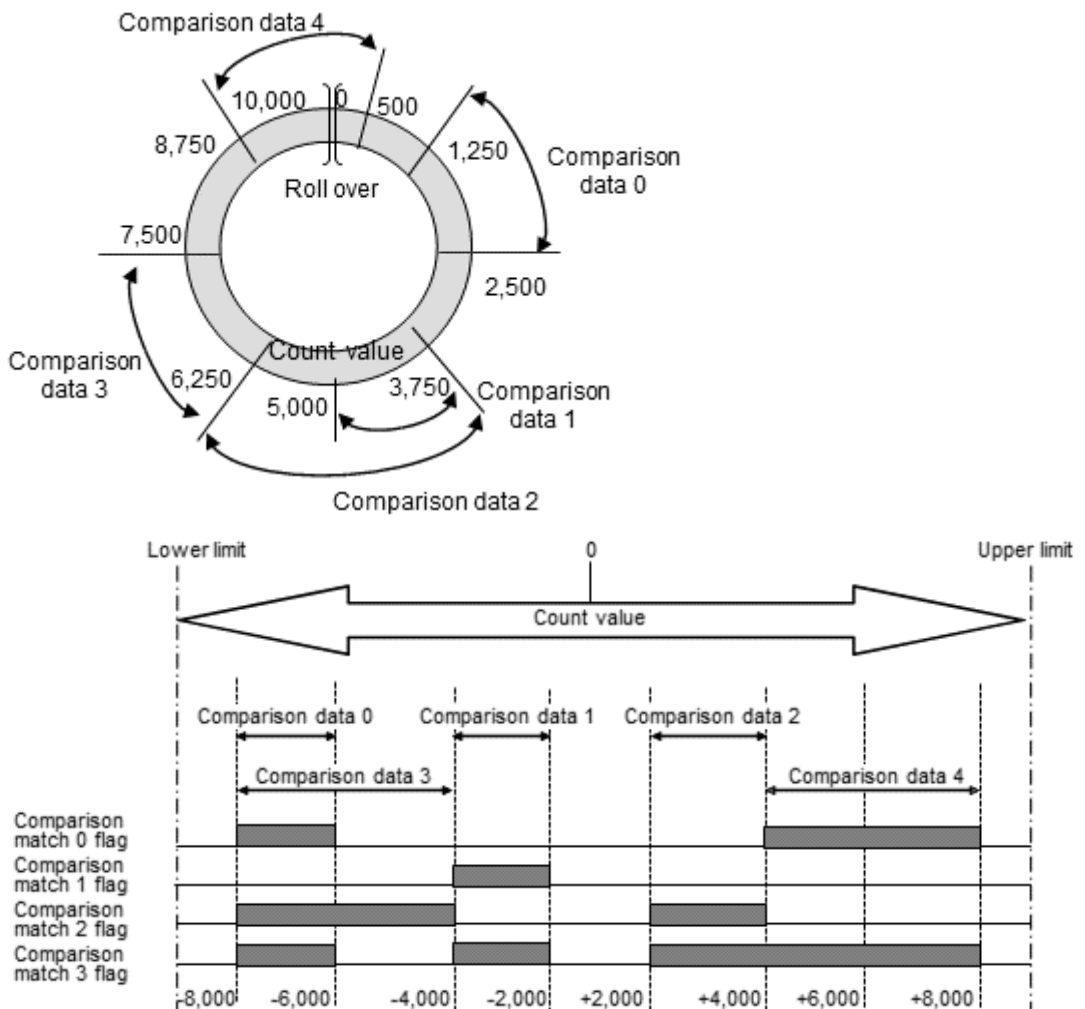 Comparison data 4
10,000
0
500
8,750
1,250
Comparison
data 0
Roll over
7,500
2,500
Count value
Comparison
data 3
6,250
3,750
5,000
Comparison
data 1
Comparison data 2
Lower limit
0
Upper limit
Count value
Comparison data 0
Comparison data 1
Comparison data 2
Comparison data 3
Comparison data 4
Comparison
match 0 flag
Comparison
match 1 flag
Comparison
match 2 flag
Comparison
match 3 flag
-8,000
-6,000
-4,000
-2,000
+2,000
+4,000
+6,000
+8,000